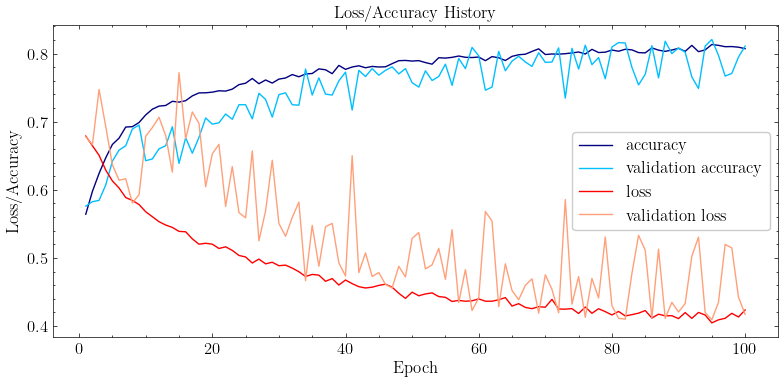 Loss/Accuracy History
Loss/Accuracy
0.8
0.7
0.6
0.5
0.4
accuracy
validation accuracy
loss
validation loss
0 20 40 60 80 100
Epoch